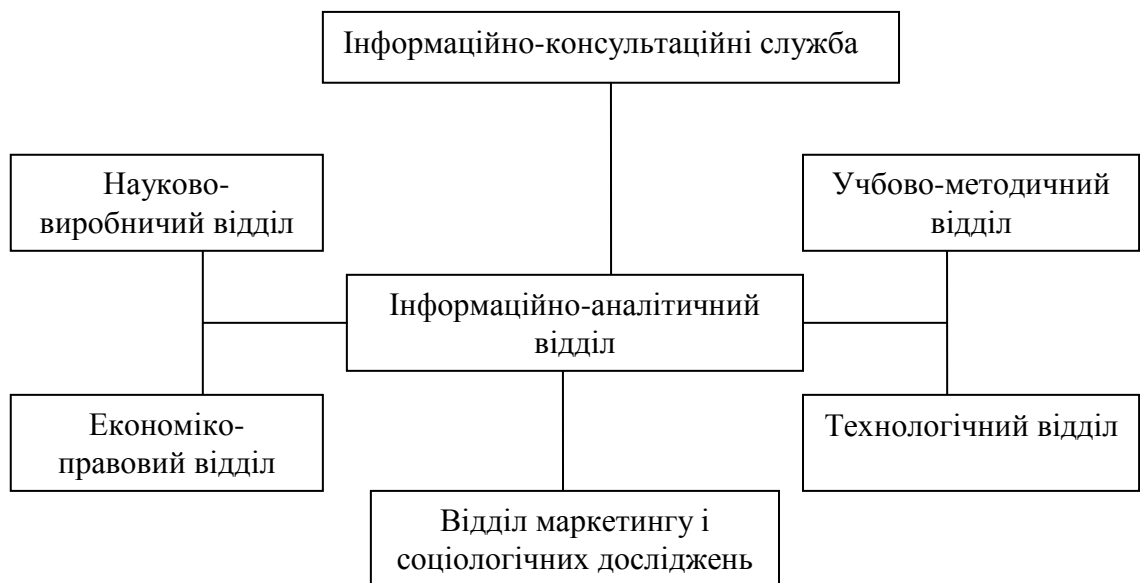 Інформаційно-консультаційні служба
Науково-
виробничий відділ
Учбово-методичний
відділ
Інформаційно-аналітичний
відділ
Економіко-
правовий відділ
Технологічний відділ
Відділ маркетингу і
соціологічних досліджень